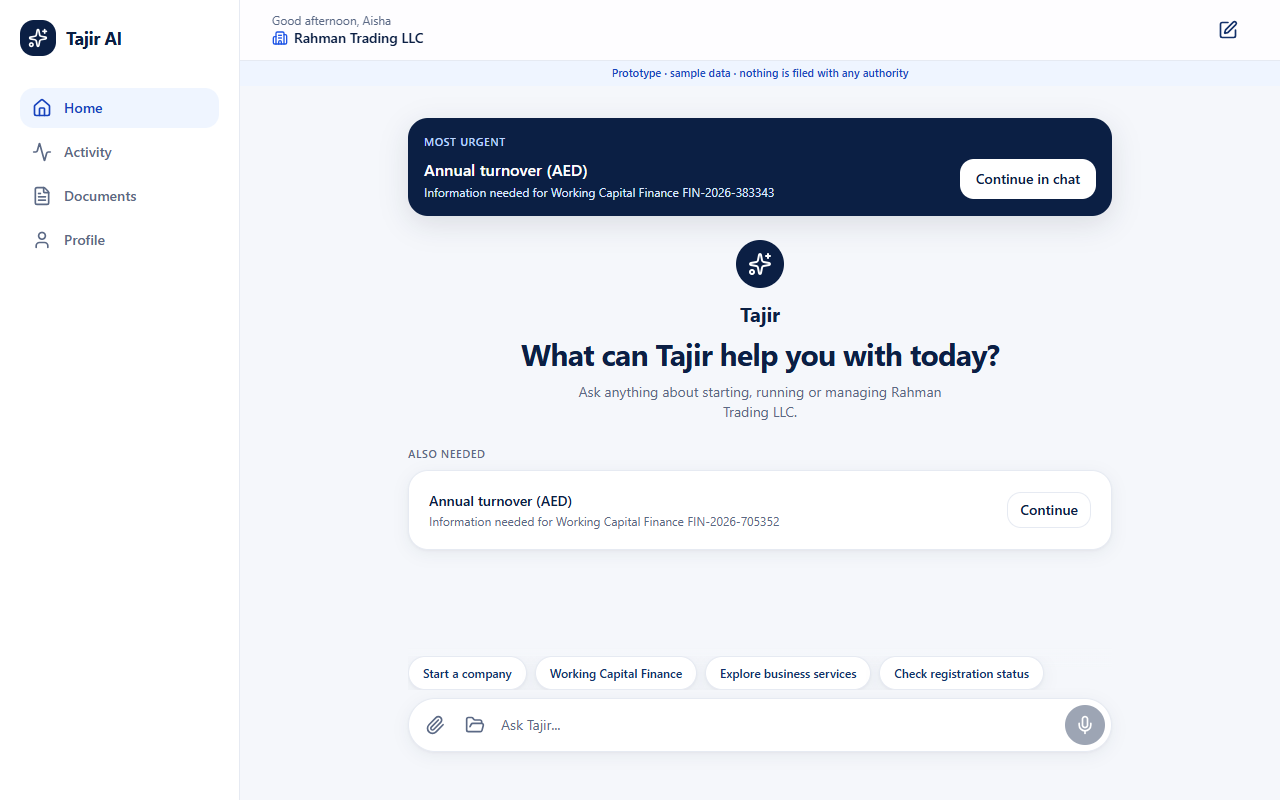 Tajir AI
Home
Activity
Documents
Profile
Good afternoon, Aisha
Rahman Trading LLC
Prototype · sample data · nothing is filed with any authority
MOST URGENT
Annual turnover (AED)
Information needed for Working Capital Finance FIN-2026-383343
Continue in chat
Tajir
What can Tajir help you with today?
Ask anything about starting, running or managing Rahman
Trading LLC.
ALSO NEEDED
Annual turnover (AED)
Information needed for Working Capital Finance FIN-2026-705352
Continue
Start a company
Working Capital Finance
Explore business services
Check registration status
Ask Tajir...